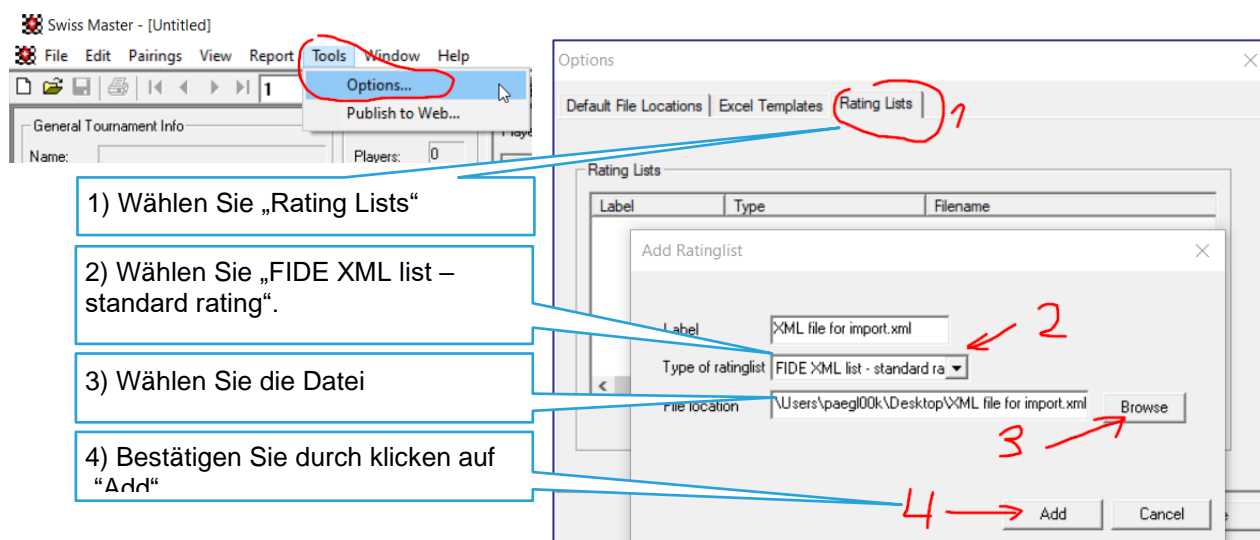 Swiss Master - [Untitled]
File Edit Pairings View Report Tools Window Help
1
Options...
Publish to Web...
General Tournament Info
Name:
Players: 0
Options
Default File Locations Excel Templates Rating Lists
1
Rating Lists
Label Type Filename
1) Wählen Sie „Rating Lists“
2) Wählen Sie „FIDE XML list –
standard rating“.
3) Wählen Sie die Datei
4) Bestätigen Sie durch klicken auf
“Add“
Add Ratinglist
Label XML file for import.xml
2
Type of ratinglist FIDE XML list - standard ra
File location \Users\paegl00k\Desktop\XML file for import.xml Browse
3
4
Add Cancel